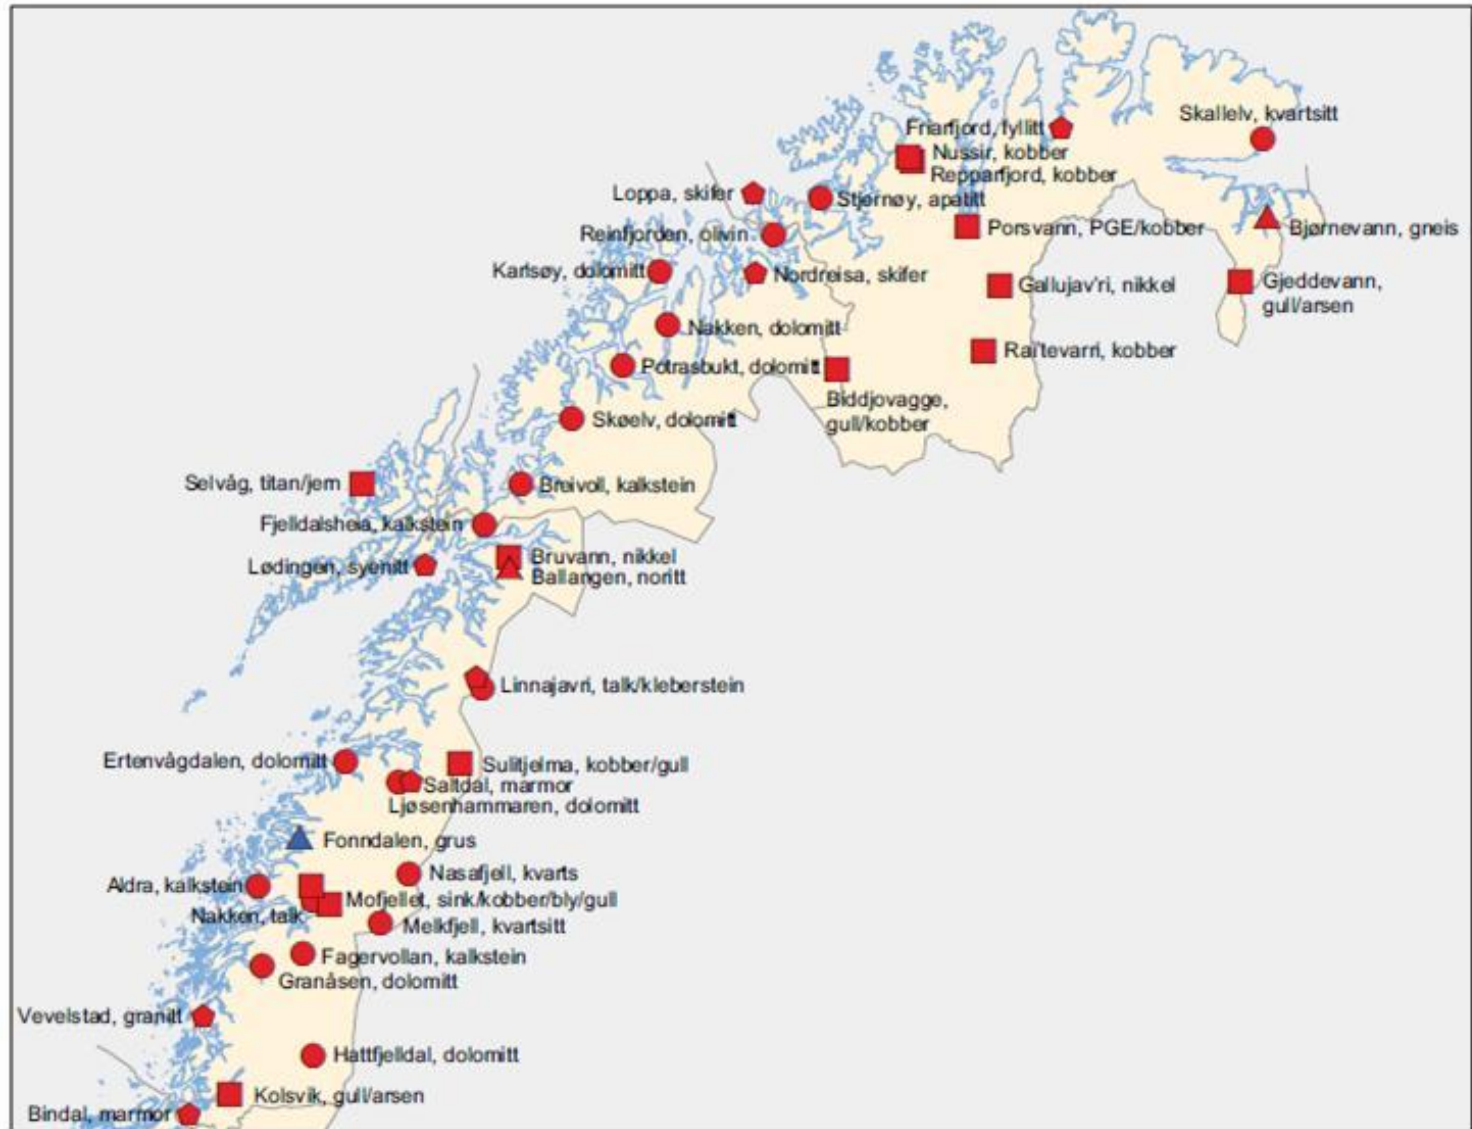 Skallelv, kvartsitt
Friarfjord, fyllitt
Nussir, kobber
Repparfjord, kobber
Loppa, skifer
Stjernøy, apatitt
Porsvann, PGE/kobber
Bjørnevann, gneis
Reinfjorden, olivin
Karlsøy, dolomitt
Nordreisa, skifer
Gallujav'ri, nikkel
Gjeddevann,
gull/arsen
Nakken, dolomitt
Rai'tevarri, kobber
Potrasbukt, dolomitt
Biddjovagge,
gull/kobber
Skøelv, dolomitt
Selvåg, titan/jern
Breivoll, kalkstein
Fjelldalsheia, kalkstein
Bruvann, nikkel
Lødingen, syenitt
Ballangen, noritt
Linnajavri, talk/kleberstein
Ertenvågdalen, dolomitt
Sulitjelma, kobber/gull
Saltdal, marmor
Ljøsenhammaren, dolomitt
Fonndalen, grus
Nasafjell, kvarts
Aldra, kalkstein
Mofjellet, sink/kobber/bly/gull
Nakken, talk
Melkfjell, kvartsitt
Fagervollan, kalkstein
Granåsen, dolomitt
Vevelstad, granitt
Hattfjelldal, dolomitt
Kolsvik, gull/arsen
Bindal, marmor